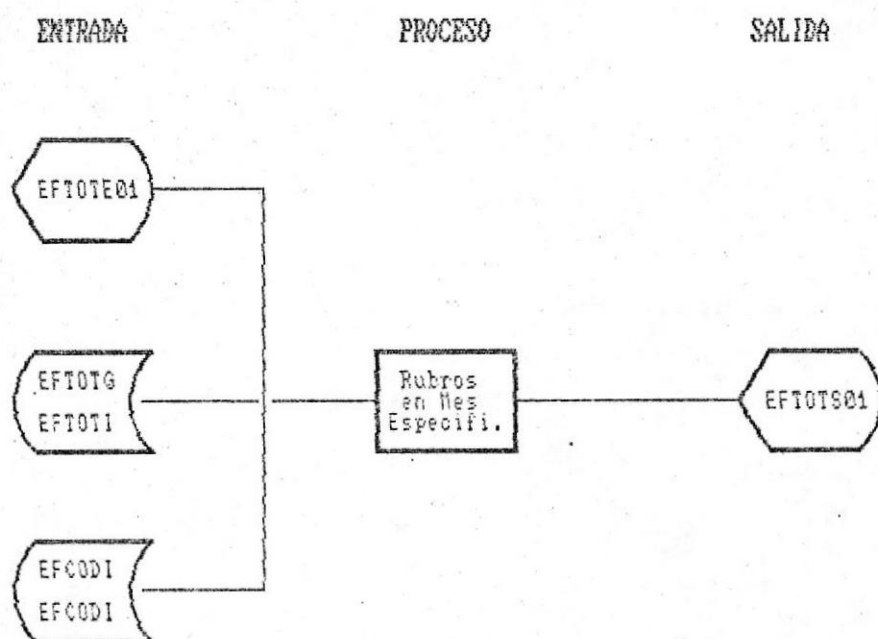 ENTRADA PROCESO SALIDA
EFTOTE01
EFTOTG
EFTOTI
Rubros
en Mes
Especifi.
EFTOTS01
EFCODI
EFCODI